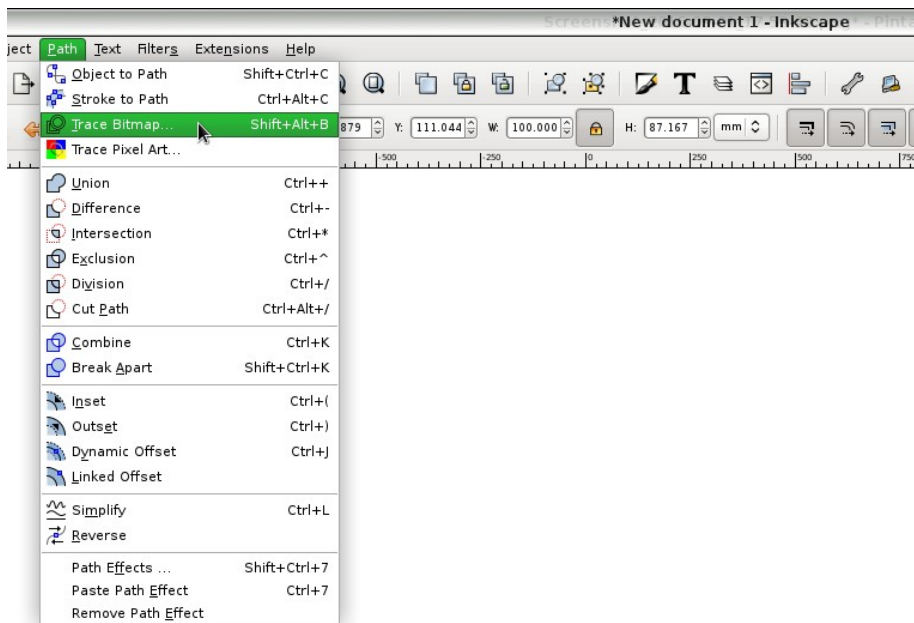 *New document 1 - Inkscape
ject Path Text Filters Extensions Help
Object to Path Shift+Ctrl+C
Stroke to Path Ctrl+Alt+C
Trace Bitmap... Shift+Alt+B
879 Y: 111.044 W: 100.000 H: 87.167 mm
Trace Pixel Art...
-500 -250 0 250 500 750
Union Ctrl++
Difference Ctrl+-
Intersection Ctrl+*
Exclusion Ctrl+^
Division Ctrl+/
Cut Path Ctrl+Alt+/
Combine Ctrl+K
Break Apart Shift+Ctrl+K
Inset Ctrl+(
Outset Ctrl+)
Dynamic Offset Ctrl+J
Linked Offset
Simplify Ctrl+L
Reverse
Path Effects ... Shift+Ctrl+7
Paste Path Effect Ctrl+7
Remove Path Effect